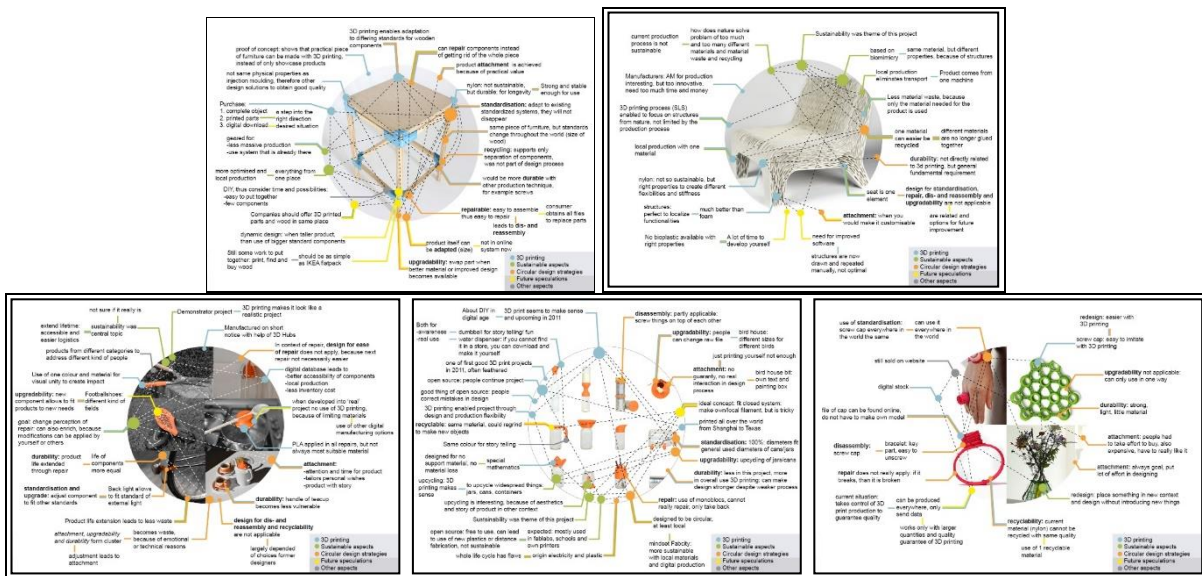 3D printing enables adaptation
to differing standards for wooden
components
proof of concept: shows that practical piece
of furniture can be made with 3D printing,
instead of only showcase products
can repair components instead
of getting rid of the whole piece
product attachment is achieved
because of practical value
not same physical properties as
injection moulding, therefore other
design solutions to obtain good quality
nylon: not sustainable,
but durable: for longevity
Strong and stable
enough for use
Purchase:
1. complete object
2. printed parts
3. digital download
a step into the
right direction
desired situation
standardisation: adapt to existing
standardized systems, they will not
disappear
same piece of furniture, but standards
change throughout the world (size of
wood)
geared for:
-less massive production
-use system that is already there
recycling: supports only
separation of components,
was not part of design process
more optimised and
local production
everything from
one place
would be more durable with
other production technique,
for example screws
DIY, thus consider time and possibilities:
-easy to put together
-few components
repairable: easy to assemble
thus easy to repair
consumer
obtains all files
to replace parts
leads to dis- and
reassembly
Companies should offer 3D printed
parts and wood in same place
dynamic design: when taller product,
than use of bigger standard components
product itself can
be adapted (size)
not in online
system now
Still some work to put
together: print, find and
buy wood
should be as simple
as IKEA flatpack
upgradability: swap part when
better material or improved design
becomes available
3D printing
Sustainable aspects
Circular design strategies
Future speculations
Other aspects
current production
process is not
sustainable
how does nature solve
problem of too much
and too many different
materials and material
waste and recycling
Sustainability was theme of this project
based on
biomimicry
same material, but different
properties, because of structures
Manufacturers: AM for production
interesting, but too innovative,
need too much time and money
local production
eliminates transport
Product comes from
one machine
Less material waste, because
only the material needed for the
product is used
3D printing process (SLS)
enabled to focus on structures
from nature, not limited by the
production process
one material
can easier be
recycled
different materials
are no longer glued
together
local production with one
material
durability: not directly related
to 3d printing, but general
fundamental requirement
nylon: not so sustainable, but
right properties to create different
flexibilities and stiffness
seat is one
element
design for standardisation,
repair, dis- and reassembly and
upgradability are not applicable
structures:
perfect to localize
functionalities
much better than
foam
attachment: when you
would make it customisable
are related and
options for future
improvement
No bioplastic available with
right properties
A lot of time to
develop yourself
need for improved
software
structures are now
drawn and repeated
manually, not optimal
3D printing
Sustainable aspects
Circular design strategies
Future speculations
Other aspects
not sure if it really is
Demonstrator project
3D printing makes it look like a
realistic project
extend lifetime:
accessible and
easier logistics
sustainability was
central topic
Manufactured on short
notice with help of 3D Hubs
products from different categories to
address different kind of people
In context of repair, design for ease
of repair does not apply, because next
repair not necessarily easier
Use of one colour and material for
visual unity to create impact
digital database leads to
-better accessibility of components
-local production
-less inventory cost
upgradability: new
component allows to fit
products to new needs
Footballshoes:
different kind of
fields
when developed into 'real'
project no use of 3D printing,
because of limiting materials
goal: change perception of
repair: can also enrich, because
modifications can be applied by
yourself or others
use of other digital
manufacturing options
PLA applied in all repairs, but not
always most suitable material
durability: product
life extended
through repair
life of
components
more equal
attachment:
-attention and time for product
-tailors personal wishes
-product with story
standardisation and
upgrade: adjust component
to fit other standards
Back light allows
to fit standard of
external light
durability: handle of teacup
becomes less vulnerable
Product life extension leads to less waste
attachment, upgradability
and durability form cluster
becomes waste,
because of emotional
or technical reasons
design for dis- and
reassembly and recyclability
are not applicable
adjustment leads to
attachment
largely depended of
choices former
designers
3D printing
Sustainable aspects
Circular design strategies
Future speculations
Other aspects
About DIY in
digital age
3D print seems to make sense
and upcoming in 2011
disassembly: partly applicable:
screw things on top of each other
Both for
-awareness
-real use
dumbbell for story telling/ fun
water dispenser: if you cannot find
it in a store, you can download and
make it yourself
upgradability: people
can change raw file
bird house:
different sizes for
different birds
one of first good 3D print projects
in 2011, often feathered
just printing yourself not enough
open source: people continue project
attachment: no
guaranty, no real
interaction in design
process
bird house bit:
own text and
painting box
good thing of open source: people
correct mistakes in design
3D printing enabled project through
design and production flexibility
ideal concept: fit closed system:
make own local filament, but is tricky
recyclable: same material, could regrind
to make new objects
printed all over the world
from Shanghai to Texas
Same colour for story telling
standardisation: 100%; diameters fit
general used diameters of cans/jars
designed for
no support material, no
material loss
special
mathematics
upgradability of jerrycans
upcycling: 3D
printing makes
sense
to upcycle widespread things:
jars, cans, containers
durability: less in this project, more
in overall use 3D printing: can make
design stronger despite weaker process
upcycling is interesting, because of aesthetics
and story of product in other context
repair: use of monobloc, cannot
really repair, only take back
Sustainability was theme of this project
designed to be circular,
at least local
open source: free to use, can lead
to use of new plastics or distance
fabrication, not sustainable
expected: mostly used
in fablabs, schools and
own printers
mindset Fabcity:
more sustainable
with local materials
and digital production
whole life cycle has flaws
origin electricity and plastic
3D printing
Sustainable aspects
Circular design strategies
Future speculations
Other aspects
use of standardisation:
screw cap everywhere in
the world the same
can use it
everywhere in
the world
redesign: easier with
3D printing
screw cap: easy to imitate
with 3D printing
still sold on website
digital stock
upgradability not applicable:
can only use in one way
durability: strong,
light, little material
file of cap can be found online,
do not have to make own model
disassembly:
screw cap
bracelet: key
part, easy to
unscrew
attachment: people had
to take effort to buy, also
expensive, have to really like it
repair does not really apply: if it
breaks, than it is broken
attachment: always goal, put
lot of effort in designing
current situation:
takes control of 3D
print production to
guarantee quality
can be produced
everywhere, only
send data
redesign: place something in new context
and design without introducing new things
works only with larger
quantities and quality
guarantee of 3D printing
recyclability: current
material (nylon) cannot be
recycled with same quality
use of 1 recyclable
material
3D printing
Sustainable aspects
Circular design strategies
Future speculations
Other aspects